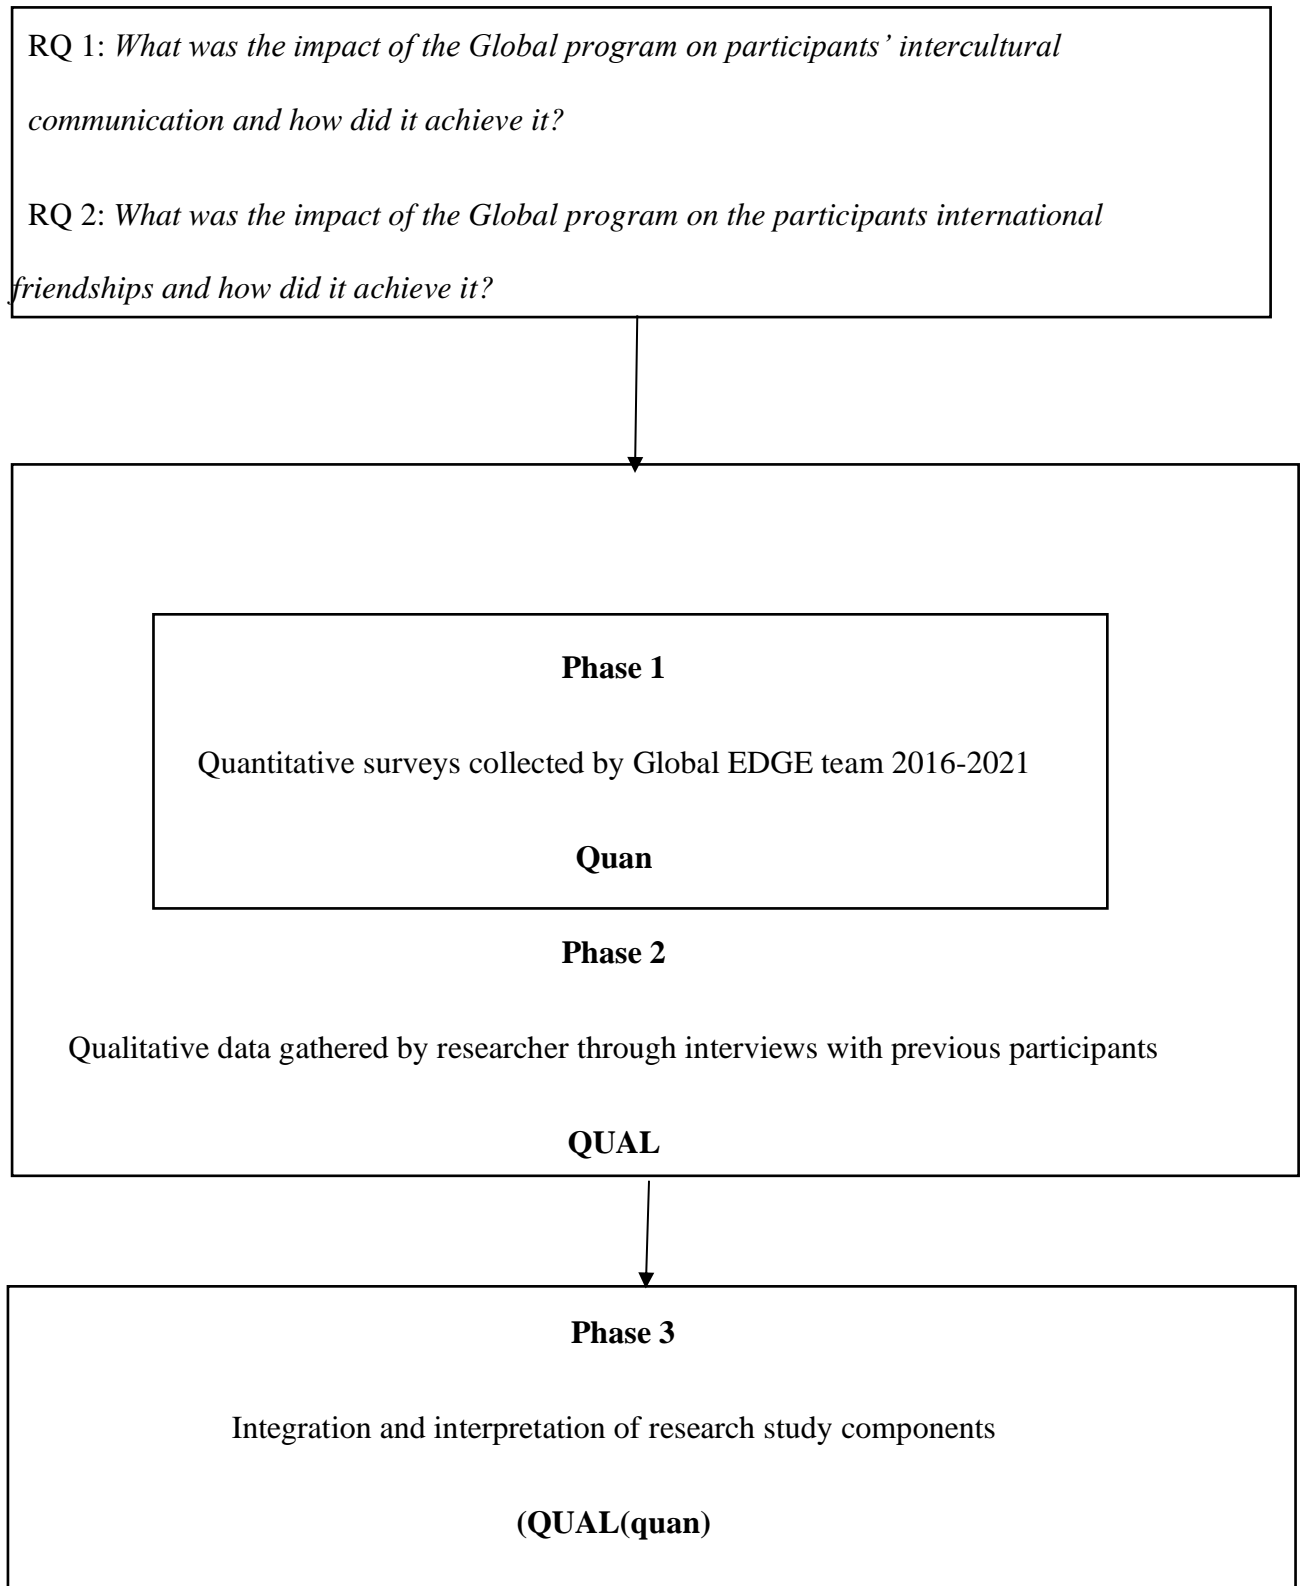 RQ 1: What was the impact of the Global program on participants’ intercultural
communication and how did it achieve it?
RQ 2: What was the impact of the Global program on the participants international
friendships and how did it achieve it?
Phase 1
Quantitative surveys collected by Global EDGE team 2016-2021
Quan
Phase 2
Qualitative data gathered by researcher through interviews with previous participants
QUAL
Phase 3
Integration and interpretation of research study components
(QUAL(quan)